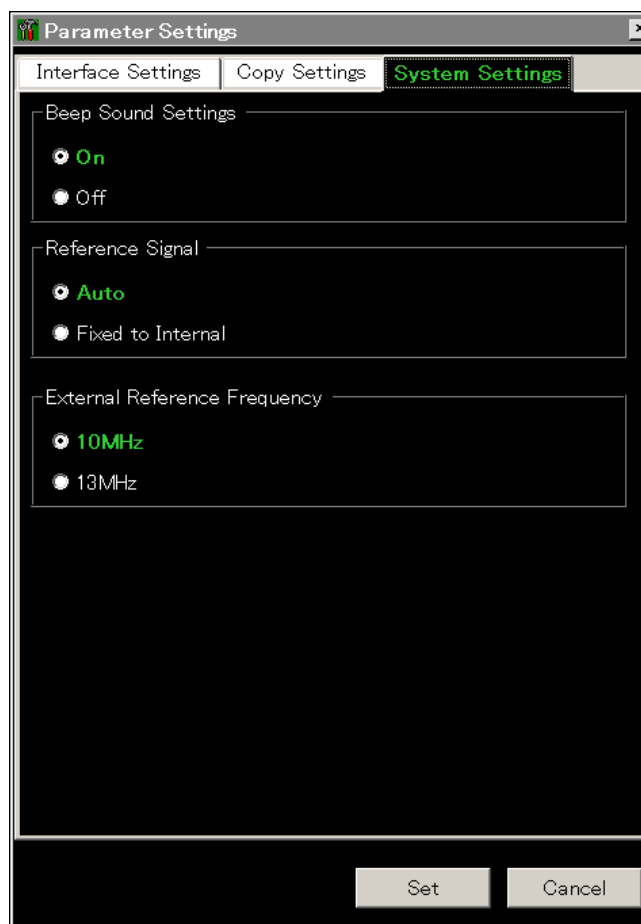 Parameter Settings
Interface Settings Copy Settings System Settings
Beep Sound Settings
On
Off
Reference Signal
Auto
Fixed to Internal
External Reference Frequency
10MHz
13MHz
Set Cancel